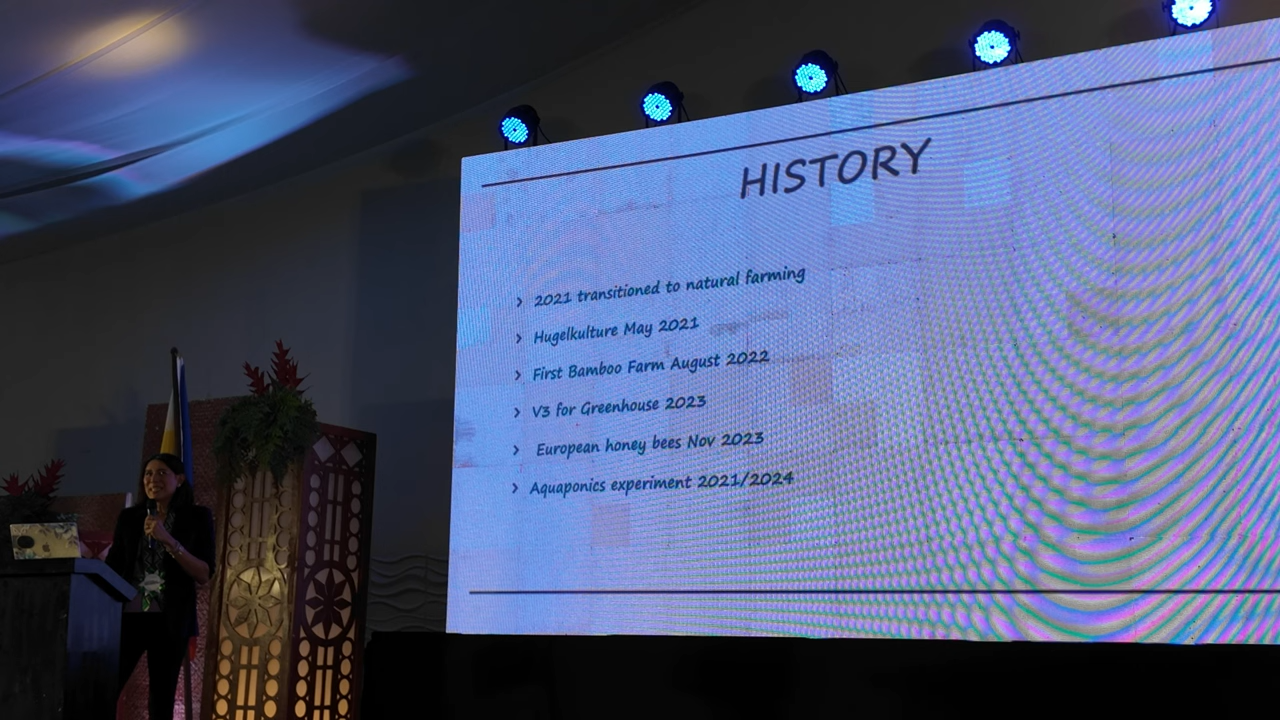 HISTORY
> 2021 transitioned to natural farming
> Hugelkulture May 2021
> First Bamboo Farm August 2022
> V3 for Greenhouse 2023
> European honey bees Nov 2023
> Aquaponics experiment 2021/2024